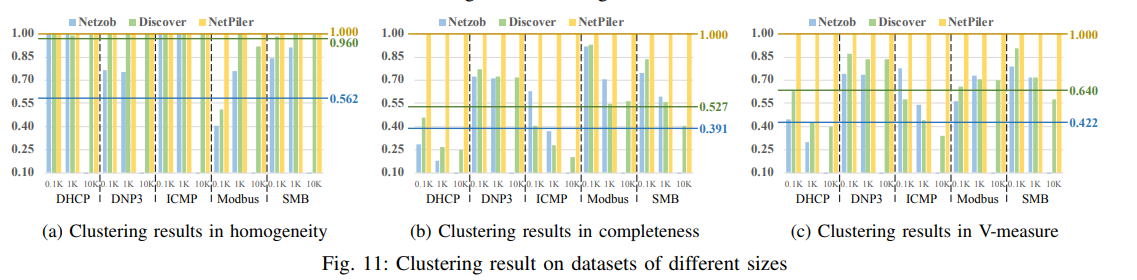 Netzob Discover NetPiler
1.00
0.85
0.70
0.55
0.40
0.25
0.10
1.000
0.960
0.562
0.1K 1K 10K 0.1K 1K 10K 0.1K 1K 10K 0.1K 1K 10K 0.1K 1K 10K
DHCP DNP3 ICMP Modbus SMB
(a) Clustering results in homogeneity
Netzob Discover NetPiler
1.00
0.85
0.70
0.55
0.40
0.25
0.10
1.000
0.527
0.391
0.1K 1K 10K 0.1K 1K 10K 0.1K 1K 10K 0.1K 1K 10K 0.1K 1K 10K
DHCP DNP3 ICMP Modbus SMB
(b) Clustering results in completeness
Netzob Discover NetPiler
1.00
0.85
0.70
0.55
0.40
0.25
0.10
1.000
0.640
0.422
0.1K 1K 10K 0.1K 1K 10K 0.1K 1K 10K 0.1K 1K 10K 0.1K 1K 10K
DHCP DNP3 ICMP Modbus SMB
(c) Clustering results in V-measure
Fig. 11: Clustering result on datasets of different sizes